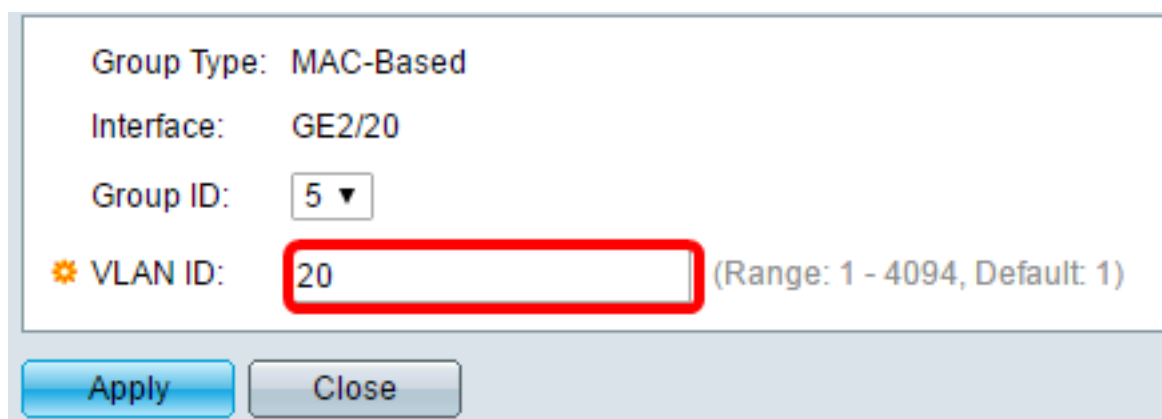 Group Type: MAC-Based
Interface: GE2/20
Group ID: 5
VLAN ID: 20 (Range: 1 - 4094, Default: 1)
Apply Close